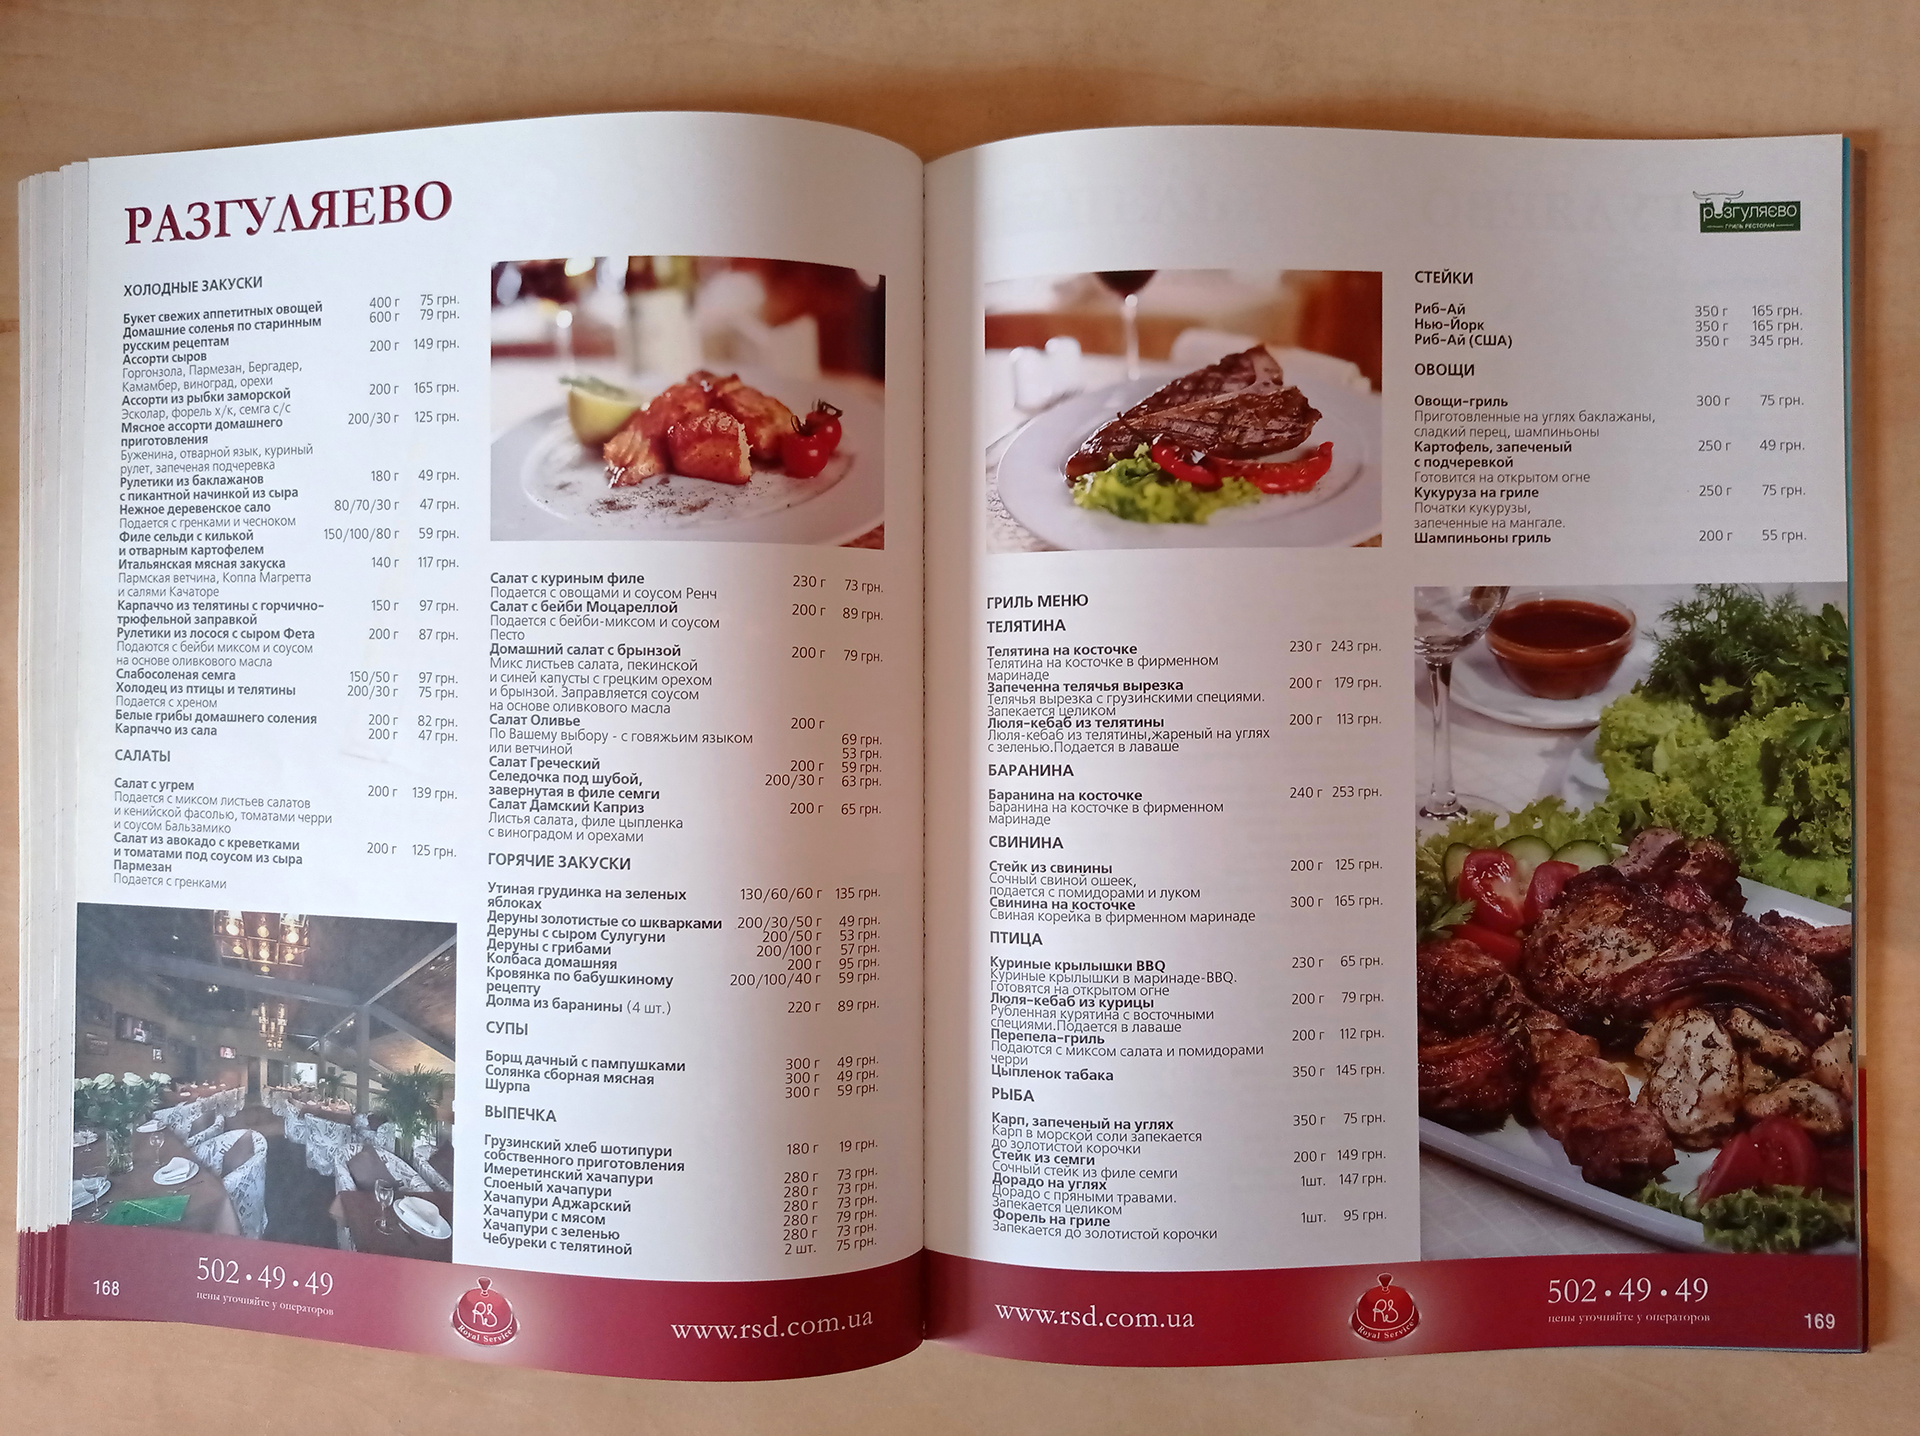 РАЗГУЛЯЕВО
ХОЛОДНЫЕ ЗАКУСКИ
Букет свежих аппетитных овощей 400 г 75 грн.
Домашние соленья по старинным 600 г 79 грн.
русским рецептам
Ассорти сыров 200 г 149 грн.
Горгонзола, Пармезан, Бергадер,
Камамбер, виноград, орехи
Ассорти из рыбки заморской 200 г 165 грн.
Эсколар, форель х/к, семга с/с
Мясное ассорти домашнего 200/30 г 125 грн.
приготовления
Буженина, отварной язык, куриный
рулет, запеченая подчеревка
Рулетики из баклажанов 180 г 49 грн.
с пикантной начинкой из сыра
Нежное деревенское сало 80/70/30 г 47 грн.
Подается с гренками и чесноком
Филе сельди с килькой 150/100/80 г 59 грн.
и отварным картофелем
Итальянская мясная закуска 140 г 117 грн.
Пармская ветчина, Коппа Магретта
и салями Качаторе
Карпаччо из телятины с горчично- 150 г 97 грн.
трюфельной заправкой
Рулетики из лосося с сыром Фета 200 г 87 грн.
Подаются с бейби миксом и соусом
на основе оливкового масла
Слабосоленая семга 150/50 г 97 грн.
Холодец из птицы и телятины 200/30 г 75 грн.
Подается с хреном
Белые грибы домашнего соления 200 г 82 грн.
Карпаччо из сала 200 г 47 грн.
САЛАТЫ
Салат с угрем 200 г 139 грн.
Подается с миксом листьев салатов
и кенийской фасолью, томатами черри
и соусом Бальзамико
Салат из авокадо с креветками 200 г 125 грн.
и томатами под соусом из сыра
Пармезан
Подается с гренками
Салат с куриным филе 230 г 73 грн.
Подается с овощами и соусом Ренч
Салат с бейби Моцареллой 200 г 89 грн.
Подается с бейби-миксом и соусом
Песто
Домашний салат с брынзой 200 г 79 грн.
Микс листьев салата, пекинской
и синей капусты с грецким орехом
и брынзой. Заправляется соусом
на основе оливкового масла
Салат Оливье 200 г
По Вашему выбору - с говяжьим языком 69 грн.
или ветчиной 53 грн.
Салат Греческий 200 г 59 грн.
Селедочка под шубой, 200/30 г 63 грн.
завернутая в филе семги
Салат Дамский Каприз 200 г 65 грн.
Листья салата, филе цыпленка
с виноградом и орехами
ГОРЯЧИЕ ЗАКУСКИ
Утиная грудинка на зеленых 130/60/60 г 135 грн.
яблоках
Деруны золотистые со шкварками 200/30/50 г 49 грн.
Деруны с сыром Сулугуни 200/50 г 53 грн.
Деруны с грибами 200/100 г 57 грн.
Колбаса домашняя 200 г 95 грн.
Кровянка по бабушкиному 200/100/40 г 59 грн.
рецепту
Долма из баранины (4 шт.) 220 г 89 грн.
СУПЫ
Борщ дачный с пампушками 300 г 49 грн.
Солянка сборная мясная 300 г 49 грн.
Шурпа 300 г 59 грн.
ВЫПЕЧКА
Грузинский хлеб шотипури 180 г 19 грн.
собственного приготовления
Имеретинский хачапури 280 г 73 грн.
Слоеный хачапури 280 г 73 грн.
Хачапури Аджарский 280 г 73 грн.
Хачапури с мясом 280 г 79 грн.
Хачапури с зеленью 280 г 73 грн.
Чебуреки с телятиной 2 шт. 75 грн.
168
502 • 49 • 49
цены уточняйте у операторов
RS
Royal Service
www.rsd.com.ua
розгуляєво
ГРИЛЬ РЕСТОРАН
ГРИЛЬ МЕНЮ
ТЕЛЯТИНА
Телятина на косточке 230 г 243 грн.
Телятина на косточке в фирменном
маринаде
Запеченна телячья вырезка 200 г 179 грн.
Телячья вырезка с грузинскими специями.
Запекается целиком
Люля-кебаб из телятины 200 г 113 грн.
Люля-кебаб из телятины,жареный на углях
с зеленью.Подается в лаваше
БАРАНИНА
Баранина на косточке 240 г 253 грн.
Баранина на косточке в фирменном
маринаде
СВИНИНА
Стейк из свинины 200 г 125 грн.
Сочный свиной ошеек,
подается с помидорами и луком
Свинина на косточке 300 г 165 грн.
Свиная корейка в фирменном маринаде
ПТИЦА
Куриные крылышки BBQ 230 г 65 грн.
Куриные крылышки в маринаде-BBQ.
Готовятся на открытом огне
Люля-кебаб из курицы 200 г 79 грн.
Рубленная курятина с восточными
специями.Подается в лаваше
Перепела-гриль 200 г 112 грн.
Подаются с миксом салата и помидорами
черри
Цыпленок табака 350 г 145 грн.
РЫБА
Карп, запеченый на углях 350 г 75 грн.
Карп в морской соли запекается
до золотистой корочки
Стейк из семги 200 г 149 грн.
Сочный стейк из филе семги
Дорадо на углях 1шт. 147 грн.
Дорадо с пряными травами.
Запекается целиком
Форель на гриле 1шт. 95 грн.
Запекается до золотистой корочки
СТЕЙКИ
Риб-Ай 350 г 165 грн.
Нью-Йорк 350 г 165 грн.
Риб-Ай (США) 350 г 345 грн.
ОВОЩИ
Овощи-гриль 300 г 75 грн.
Приготовленные на углях баклажаны,
сладкий перец, шампиньоны
Картофель, запеченый 250 г 49 грн.
с подчеревкой
Готовится на открытом огне
Кукуруза на гриле 250 г 75 грн.
Початки кукурузы,
запеченные на мангале.
Шампиньоны гриль 200 г 55 грн.
www.rsd.com.ua
RS
Royal Service
502 • 49 • 49
цены уточняйте у операторов
169